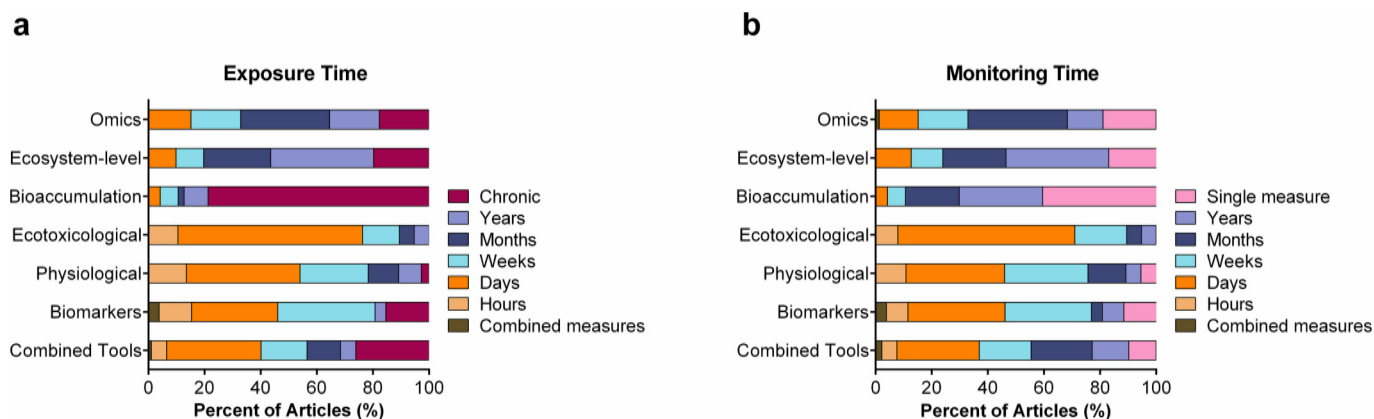 a
Exposure Time
Omics
Ecosystem-level
Bioaccumulation
Ecotoxicological
Physiological
Biomarkers
Combined Tools
0 20 40 60 80 100
Percent of Articles (%)
Chronic
Years
Months
Weeks
Days
Hours
Combined measures
b
Monitoring Time
Omics
Ecosystem-level
Bioaccumulation
Ecotoxicological
Physiological
Biomarkers
Combined Tools
0 20 40 60 80 100
Percent of Articles (%)
Single measure
Years
Months
Weeks
Days
Hours
Combined measures